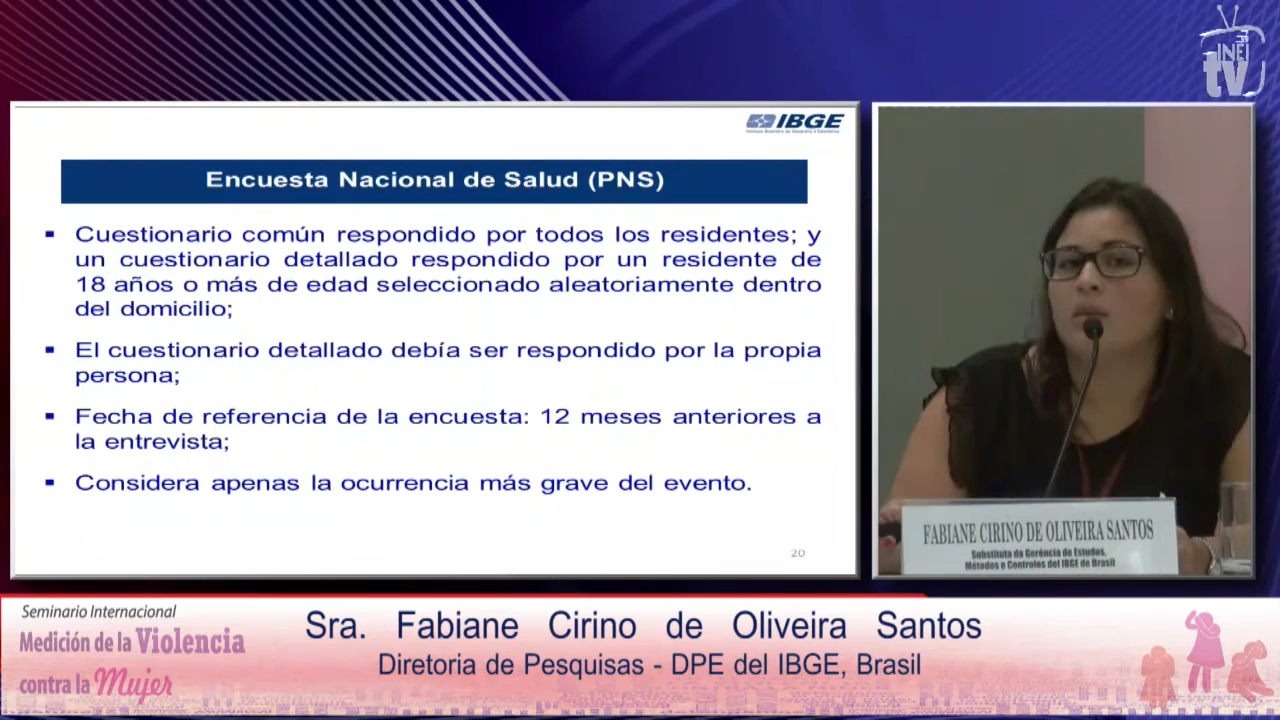 INEI
tv
IBGE
Encuesta Nacional de Salud (PNS)
Cuestionario común respondido por todos los residentes; y
un cuestionario detallado respondido por un residente de
18 años o más de edad seleccionado aleatoriamente dentro
del domicilio;
El cuestionario detallado debía ser respondido por la propia
persona;
Fecha de referencia de la encuesta: 12 meses anteriores a
la entrevista;
Considera apenas la ocurrencia más grave del evento.
20
FABIANE CIRINO DE OLIVEIRA SANTOS
Substituta da Gerência de Estudos,
Métodos e Controles del IBGE de Brasil
Seminario Internacional
Medición de la Violencia
contra la Mujer
Sra. Fabiane Cirino de Oliveira Santos
Diretoria de Pesquisas - DPE del IBGE, Brasil